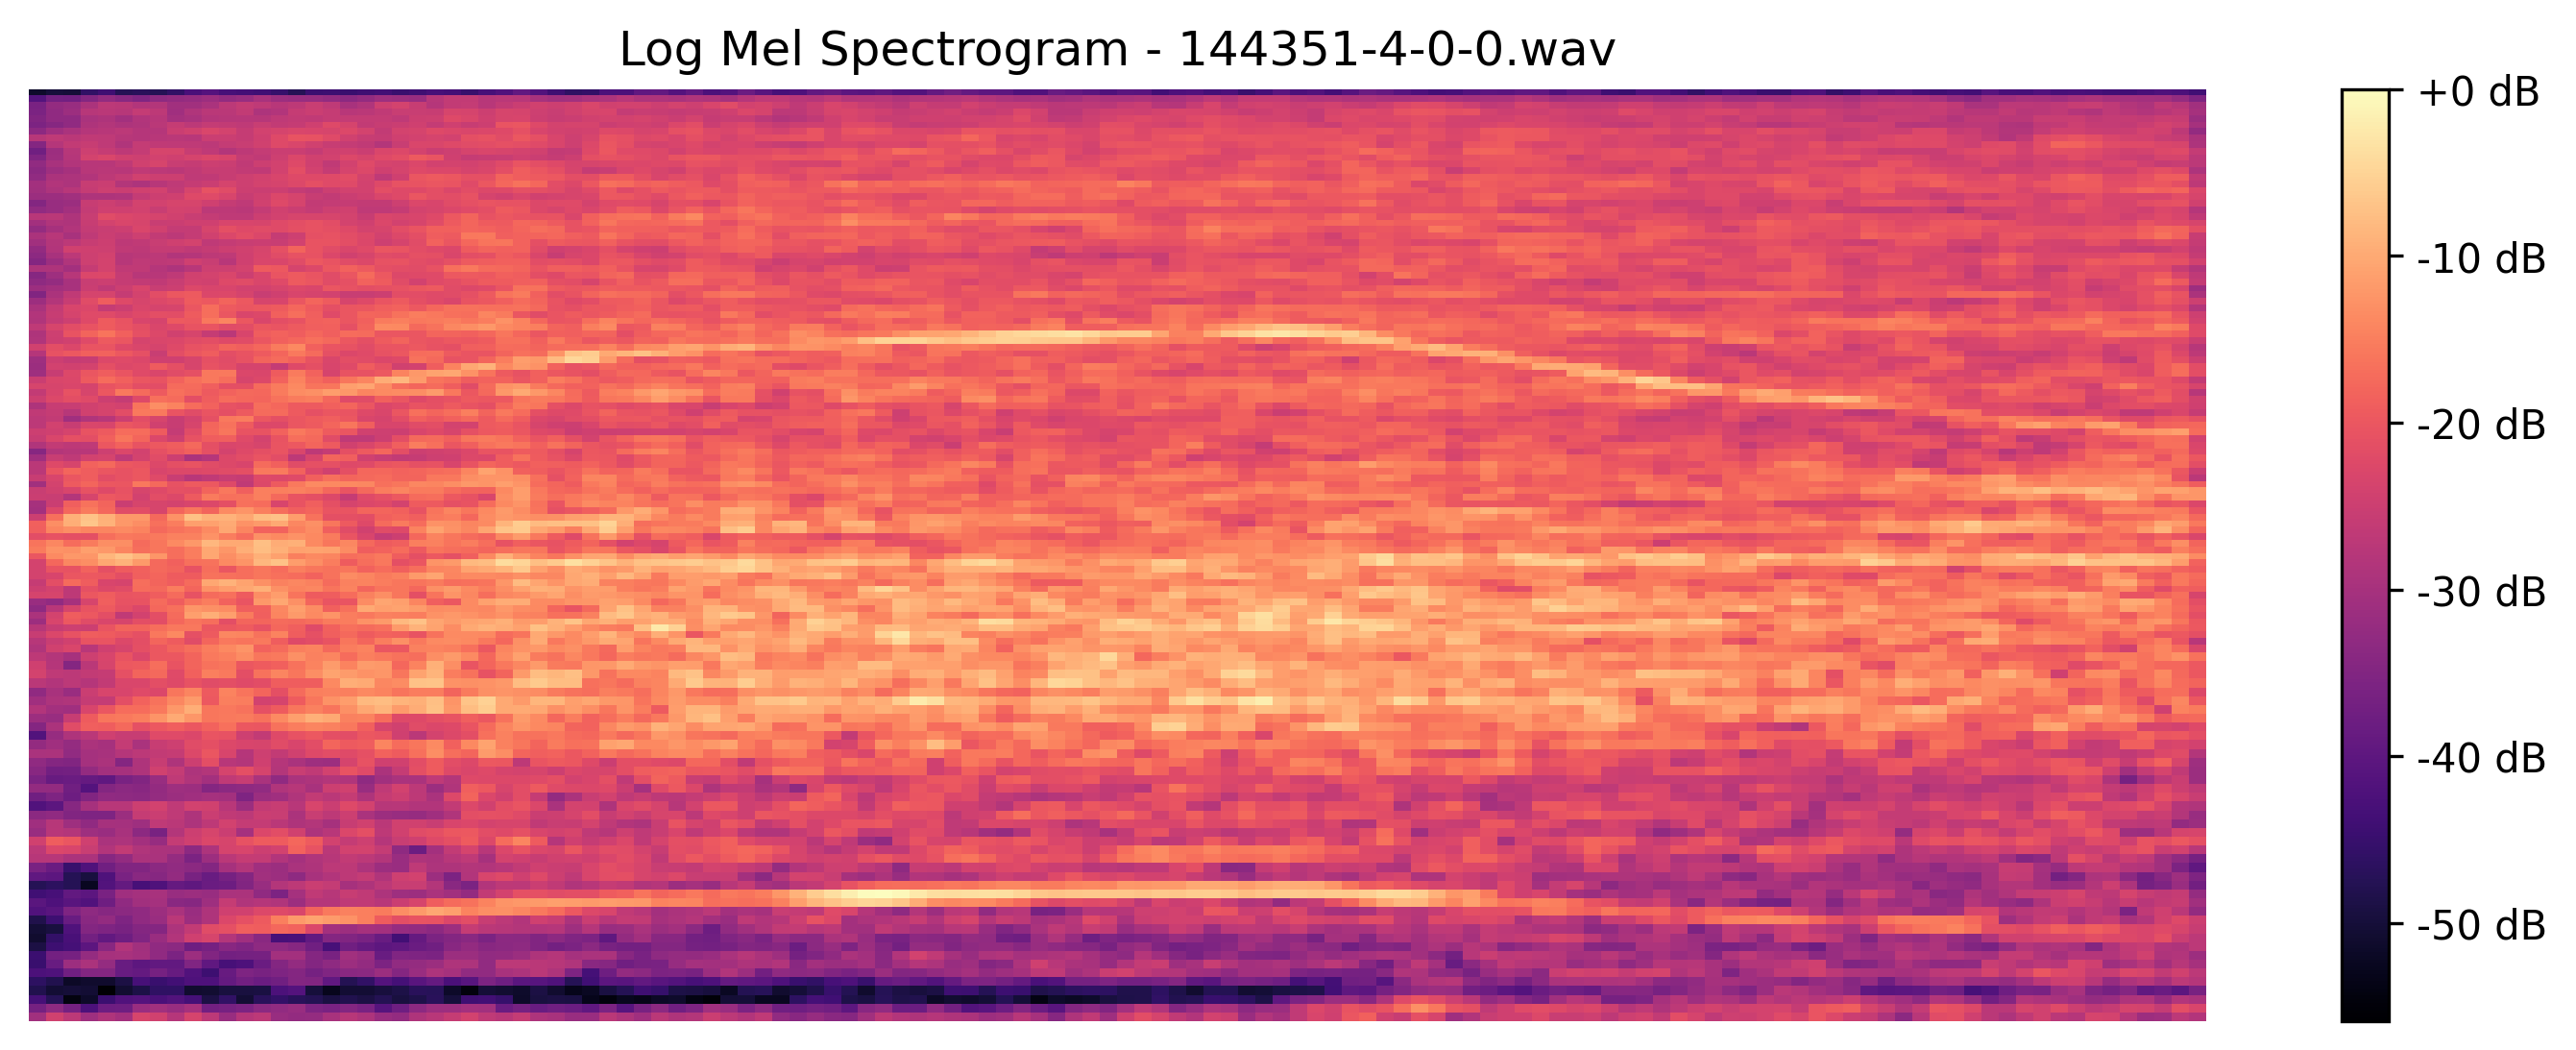 Log Mel Spectrogram - 144351-4-0-0.wav
+0 dB
-10 dB
-20 dB
-30 dB
-40 dB
-50 dB